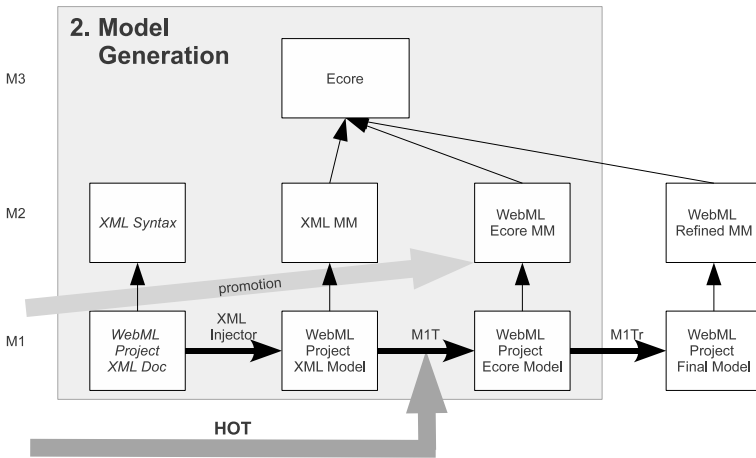 2. Model
Generation
M3
Ecore
M2
XML Syntax
XML MM
WebML
Ecore MM
WebML
Refined MM
promotion
M1
WebML
Project
XML Doc
XML
Injector
WebML
Project
XML Model
M1T
WebML
Project
Ecore Model
M1Tr
WebML
Project
Final Model
HOT